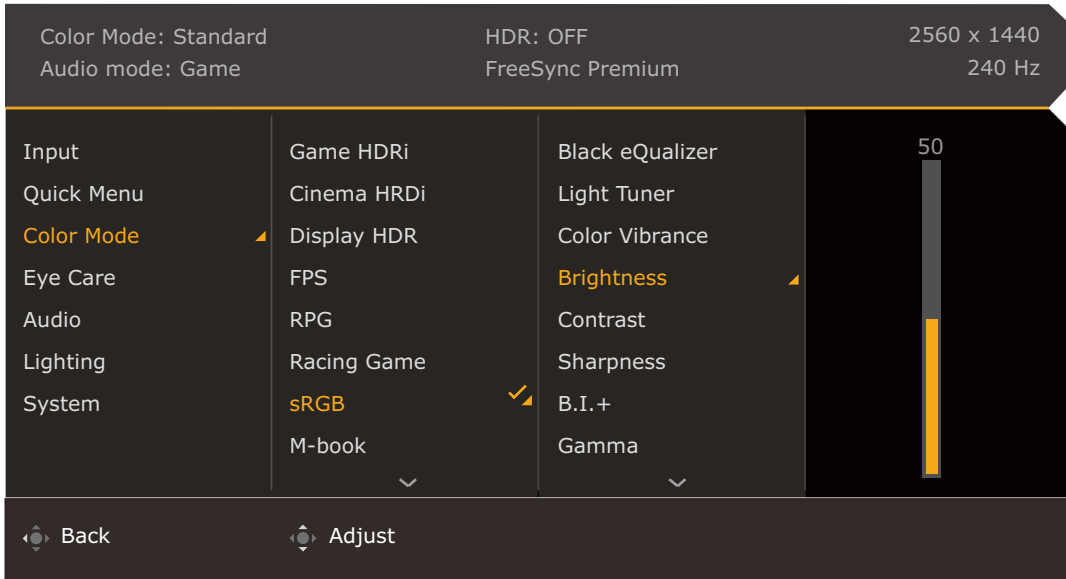 Color Mode: Standard
HDR: OFF
2560 x 1440
Audio mode: Game
FreeSync Premium
240 Hz
Input
Quick Menu
Color Mode
Eye Care
Audio
Lighting
System
Game HDRi
Cinema HRDi
Display HDR
FPS
RPG
Racing Game
sRGB
M-book
Black eQualizer
Light Tuner
Color Vibrance
Brightness
Contrast
Sharpness
B.I.+
Gamma
50
Back
Adjust